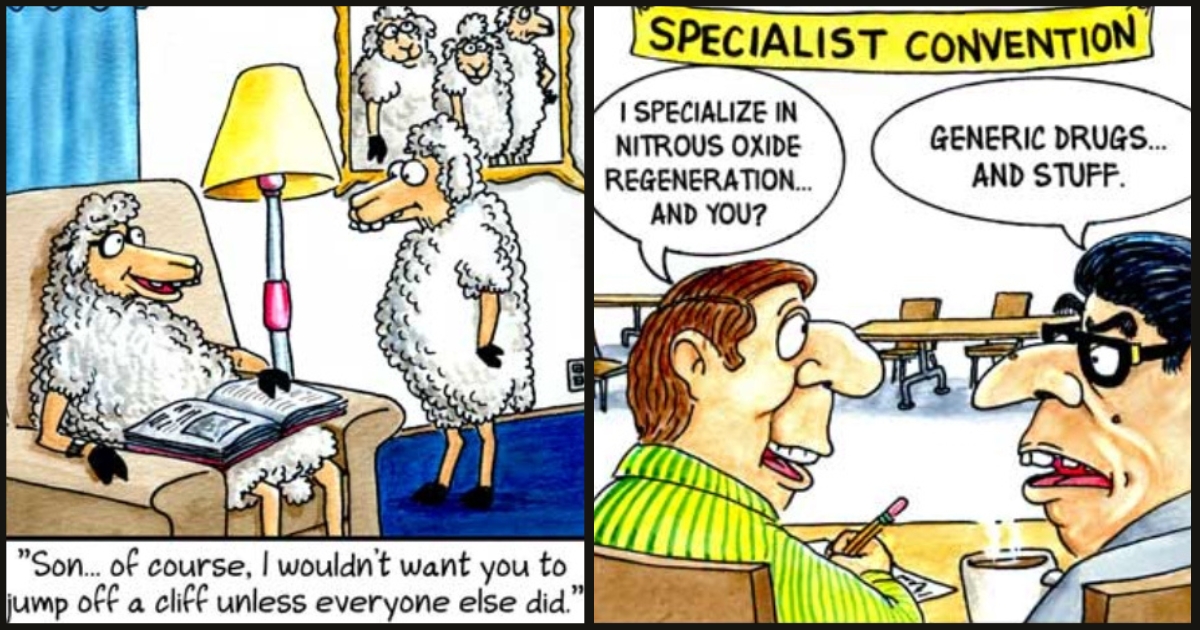 "Son... of course, I wouldn't want you to
jump off a cliff unless everyone else did."
SPECIALIST CONVENTION
I SPECIALIZE IN
NITROUS OXIDE
REGENERATION...
AND YOU?
GENERIC DRUGS...
AND STUFF.